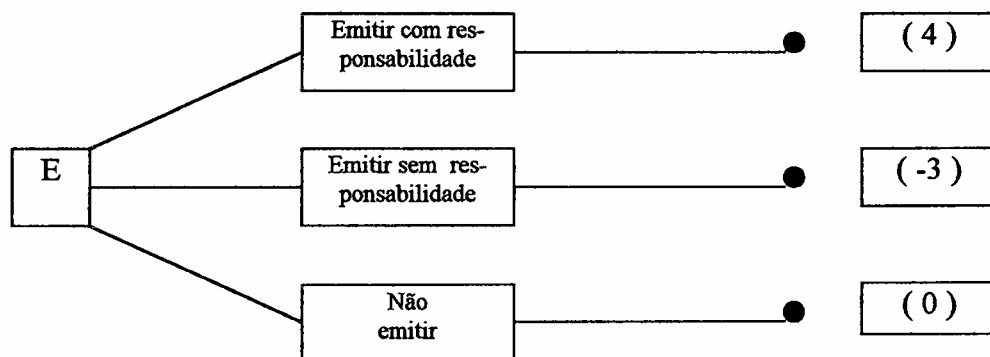 Emitir com res-
ponsabilidade
( 4 )
E
Emitir sem res-
ponsabilidade
( -3 )
Não
emitir
( 0 )